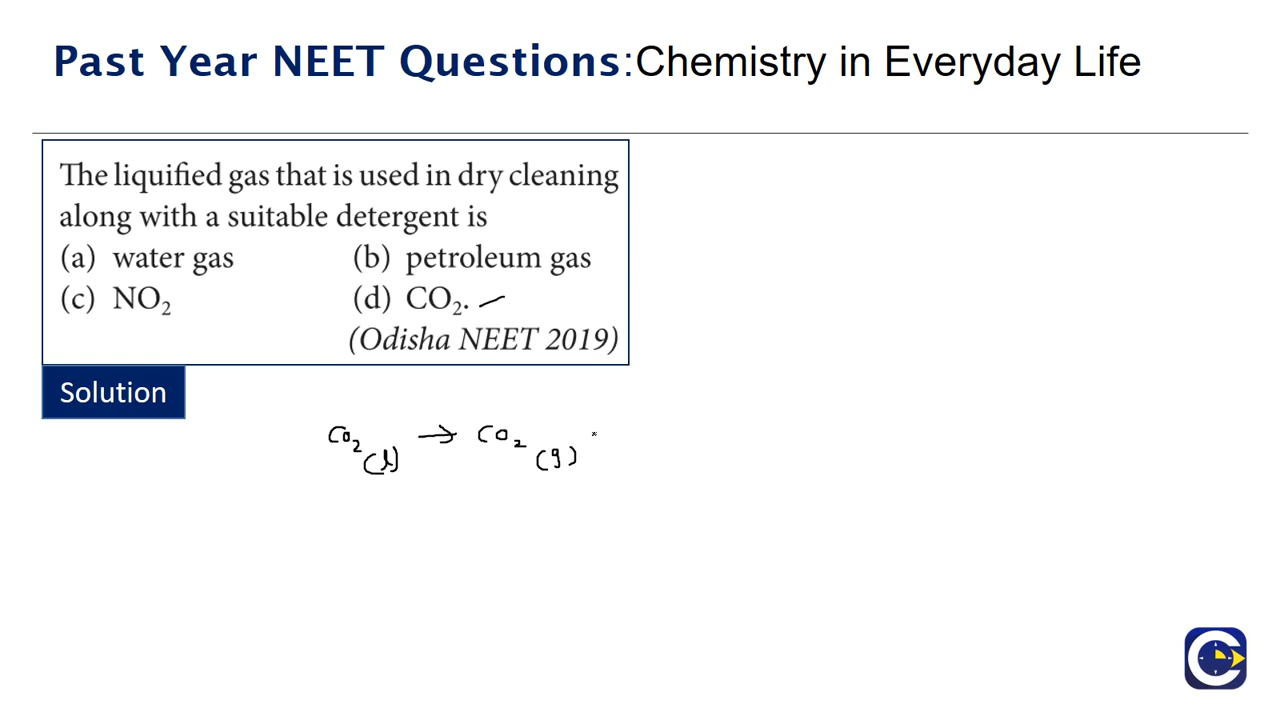 Past Year NEET Questions:Chemistry in Everyday Life
The liquified gas that is used in dry cleaning
along with a suitable detergent is
(a) water gas (b) petroleum gas
(c) NO₂ (d) CO₂.
(Odisha NEET 2019)
Solution
CO₂ (l) → CO₂ (g)